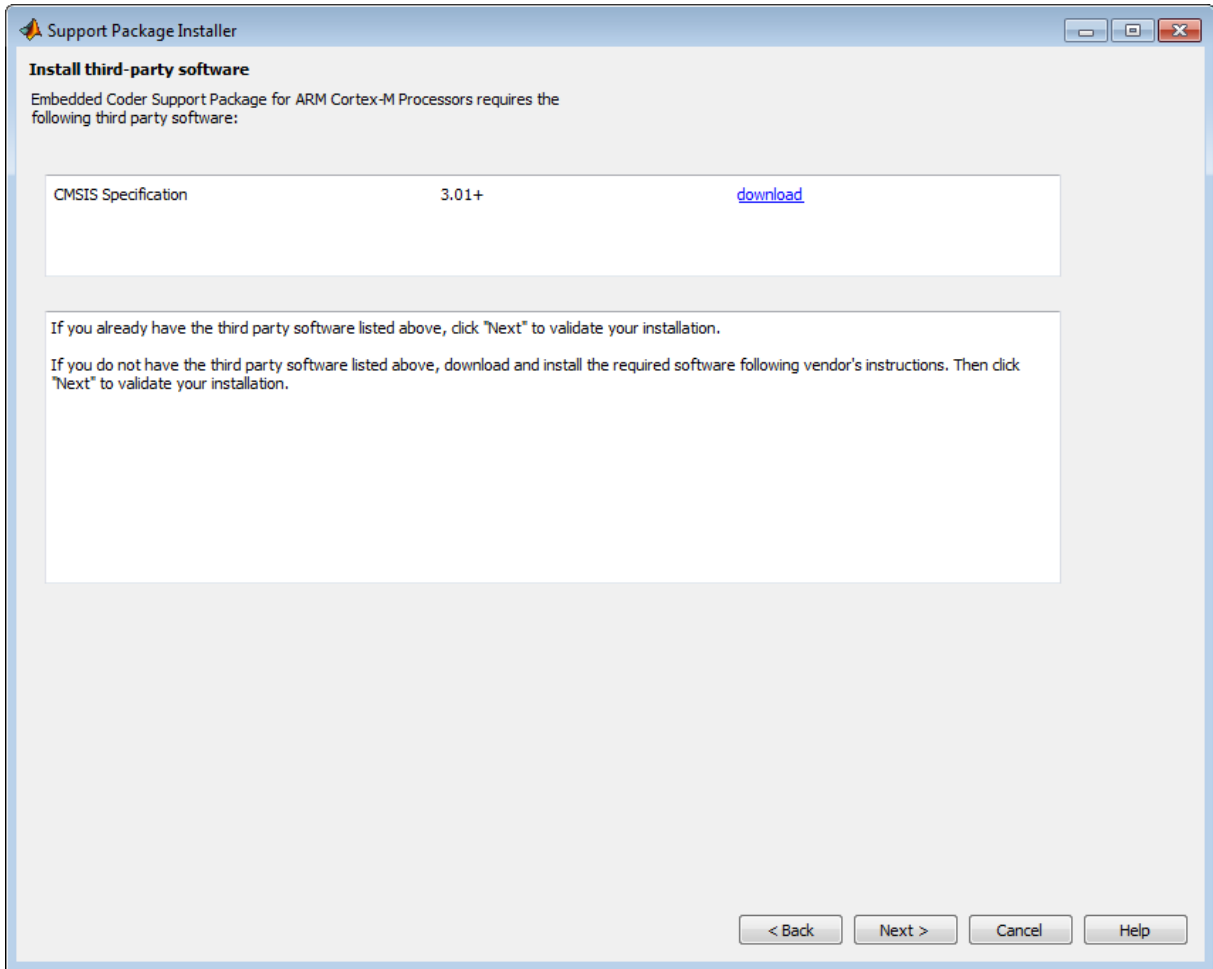 Support Package Installer
Install third-party software
Embedded Coder Support Package for ARM Cortex-M Processors requires the
following third party software:
CMSIS Specification 3.01+ download
If you already have the third party software listed above, click "Next" to validate your installation.
If you do not have the third party software listed above, download and install the required software following vendor's instructions. Then click
"Next" to validate your installation.
< Back Next > Cancel Help